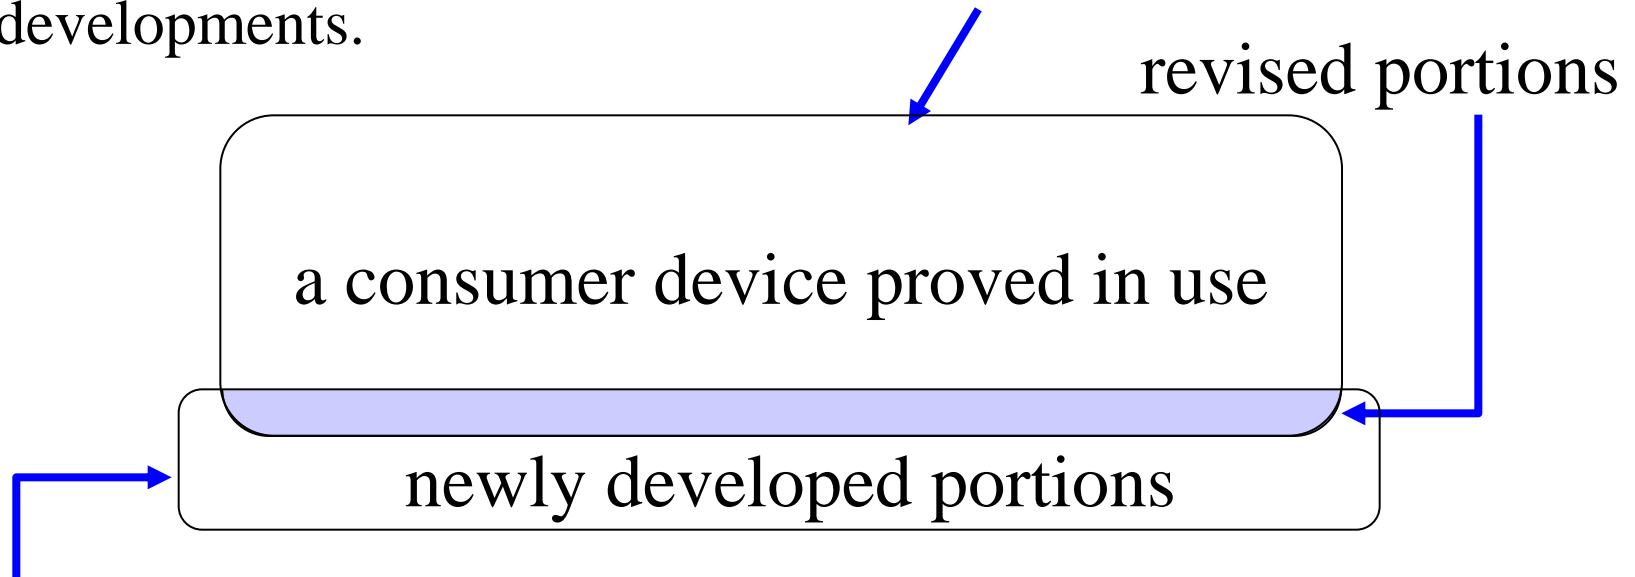 developments.
revised portions
a consumer device proved in use
newly developed portions